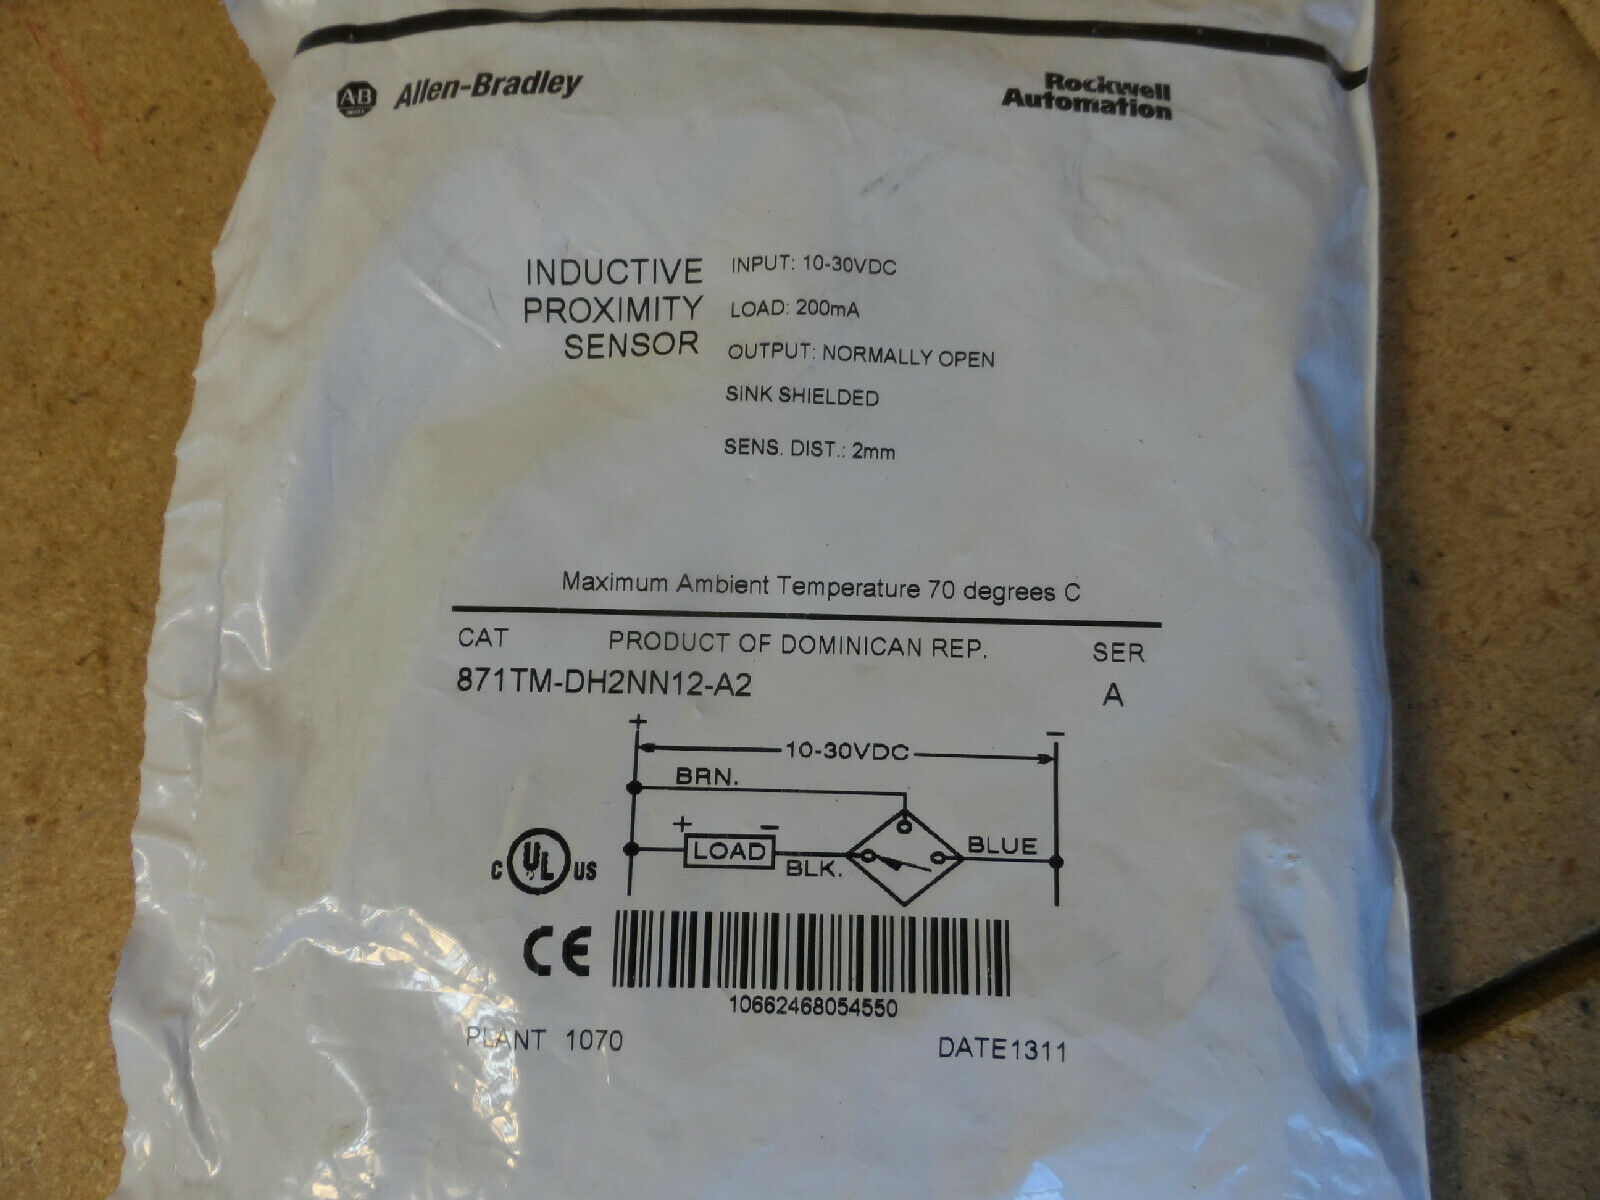 AB Allen-Bradley
Rockwell
Automation
INDUCTIVE
PROXIMITY
SENSOR
INPUT: 10-30VDC
LOAD: 200mA
OUTPUT: NORMALLY OPEN
SINK SHIELDED
SENS. DIST.: 2mm
Maximum Ambient Temperature 70 degrees C
CAT PRODUCT OF DOMINICAN REP. SER
871TM-DH2NN12-A2 A
+ −
10-30VDC
BRN.
+ −
LOAD
BLK.
BLUE
C UL US
CE
10662468054550
PLANT 1070 DATE1311